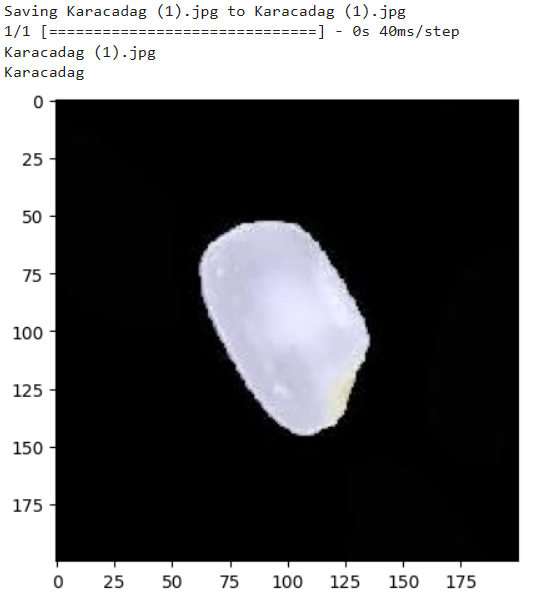 Saving Karacadag (1).jpg to Karacadag (1).jpg
1/1 [==============================] - 0s 40ms/step
Karacadag (1).jpg
Karacadag
0
25
50
75
100
125
150
175
0 25 50 75 100 125 150 175